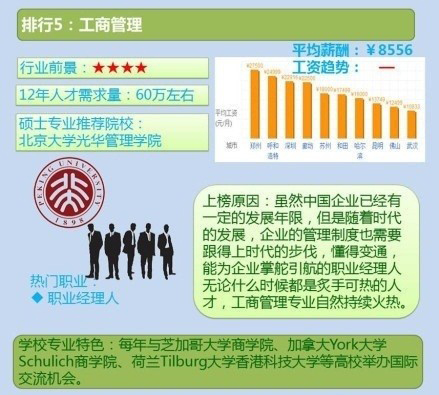 排行5：工商管理
平均薪酬：￥8556
行业前景：★★★★
工资趋势：—
12年人才需求量：60万左右
平均工资
(元/月)
硕士专业推荐院校：
北京大学光华管理学院
城市
郑州
呼和
浩特
深圳
廊坊
苏州
和田
哈尔
滨
昆明
佛山
武汉
PEKING UNIVERSITY
1898
上榜原因：虽然中国企业已经有
一定的发展年限，但是随着时代
的发展，企业的管理制度也需要
跟得上时代的步伐，懂得变通，
能为企业掌舵引航的职业经理人
无论什么时候都是炙手可热的人
才，工商管理专业自然持续火热。
热门职业：
◆ 职业经理人
学校专业特色：每年与芝加哥大学商学院、加拿大York大学
Schulich商学院、荷兰Tilburg大学香港科技大学等高校举办国际
交流机会。